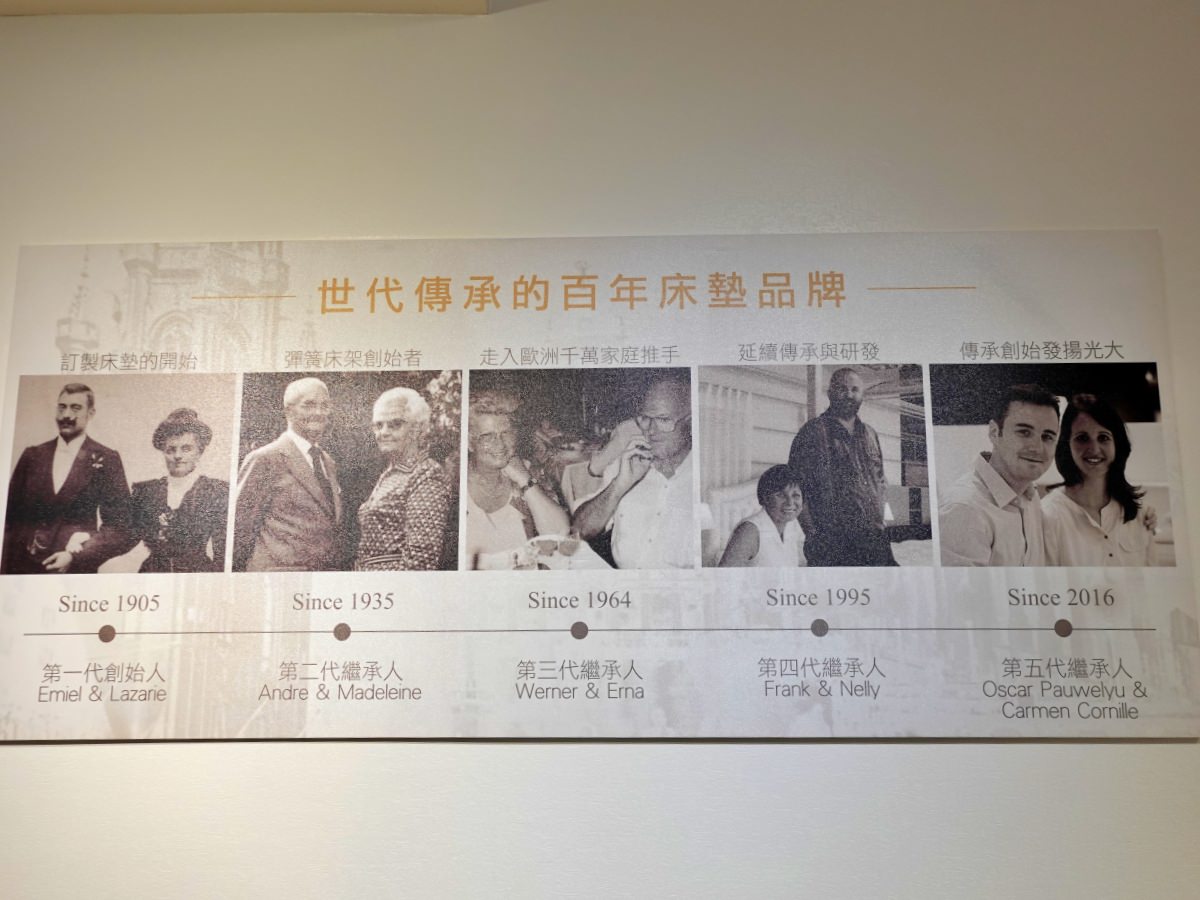 世代傳承的百年床墊品牌
訂製床墊的開始
彈簧床架創始者
走入歐洲千萬家庭推手
延續傳承與研發
傳承創始發揚光大
Since 1905
Since 1935
Since 1964
Since 1995
Since 2016
第一代創始人
Emiel & Lazarie
第二代繼承人
Andre & Madeleine
第三代繼承人
Werner & Erna
第四代繼承人
Frank & Nelly
第五代繼承人
Oscar Pauwelyu &
Carmen Cornille